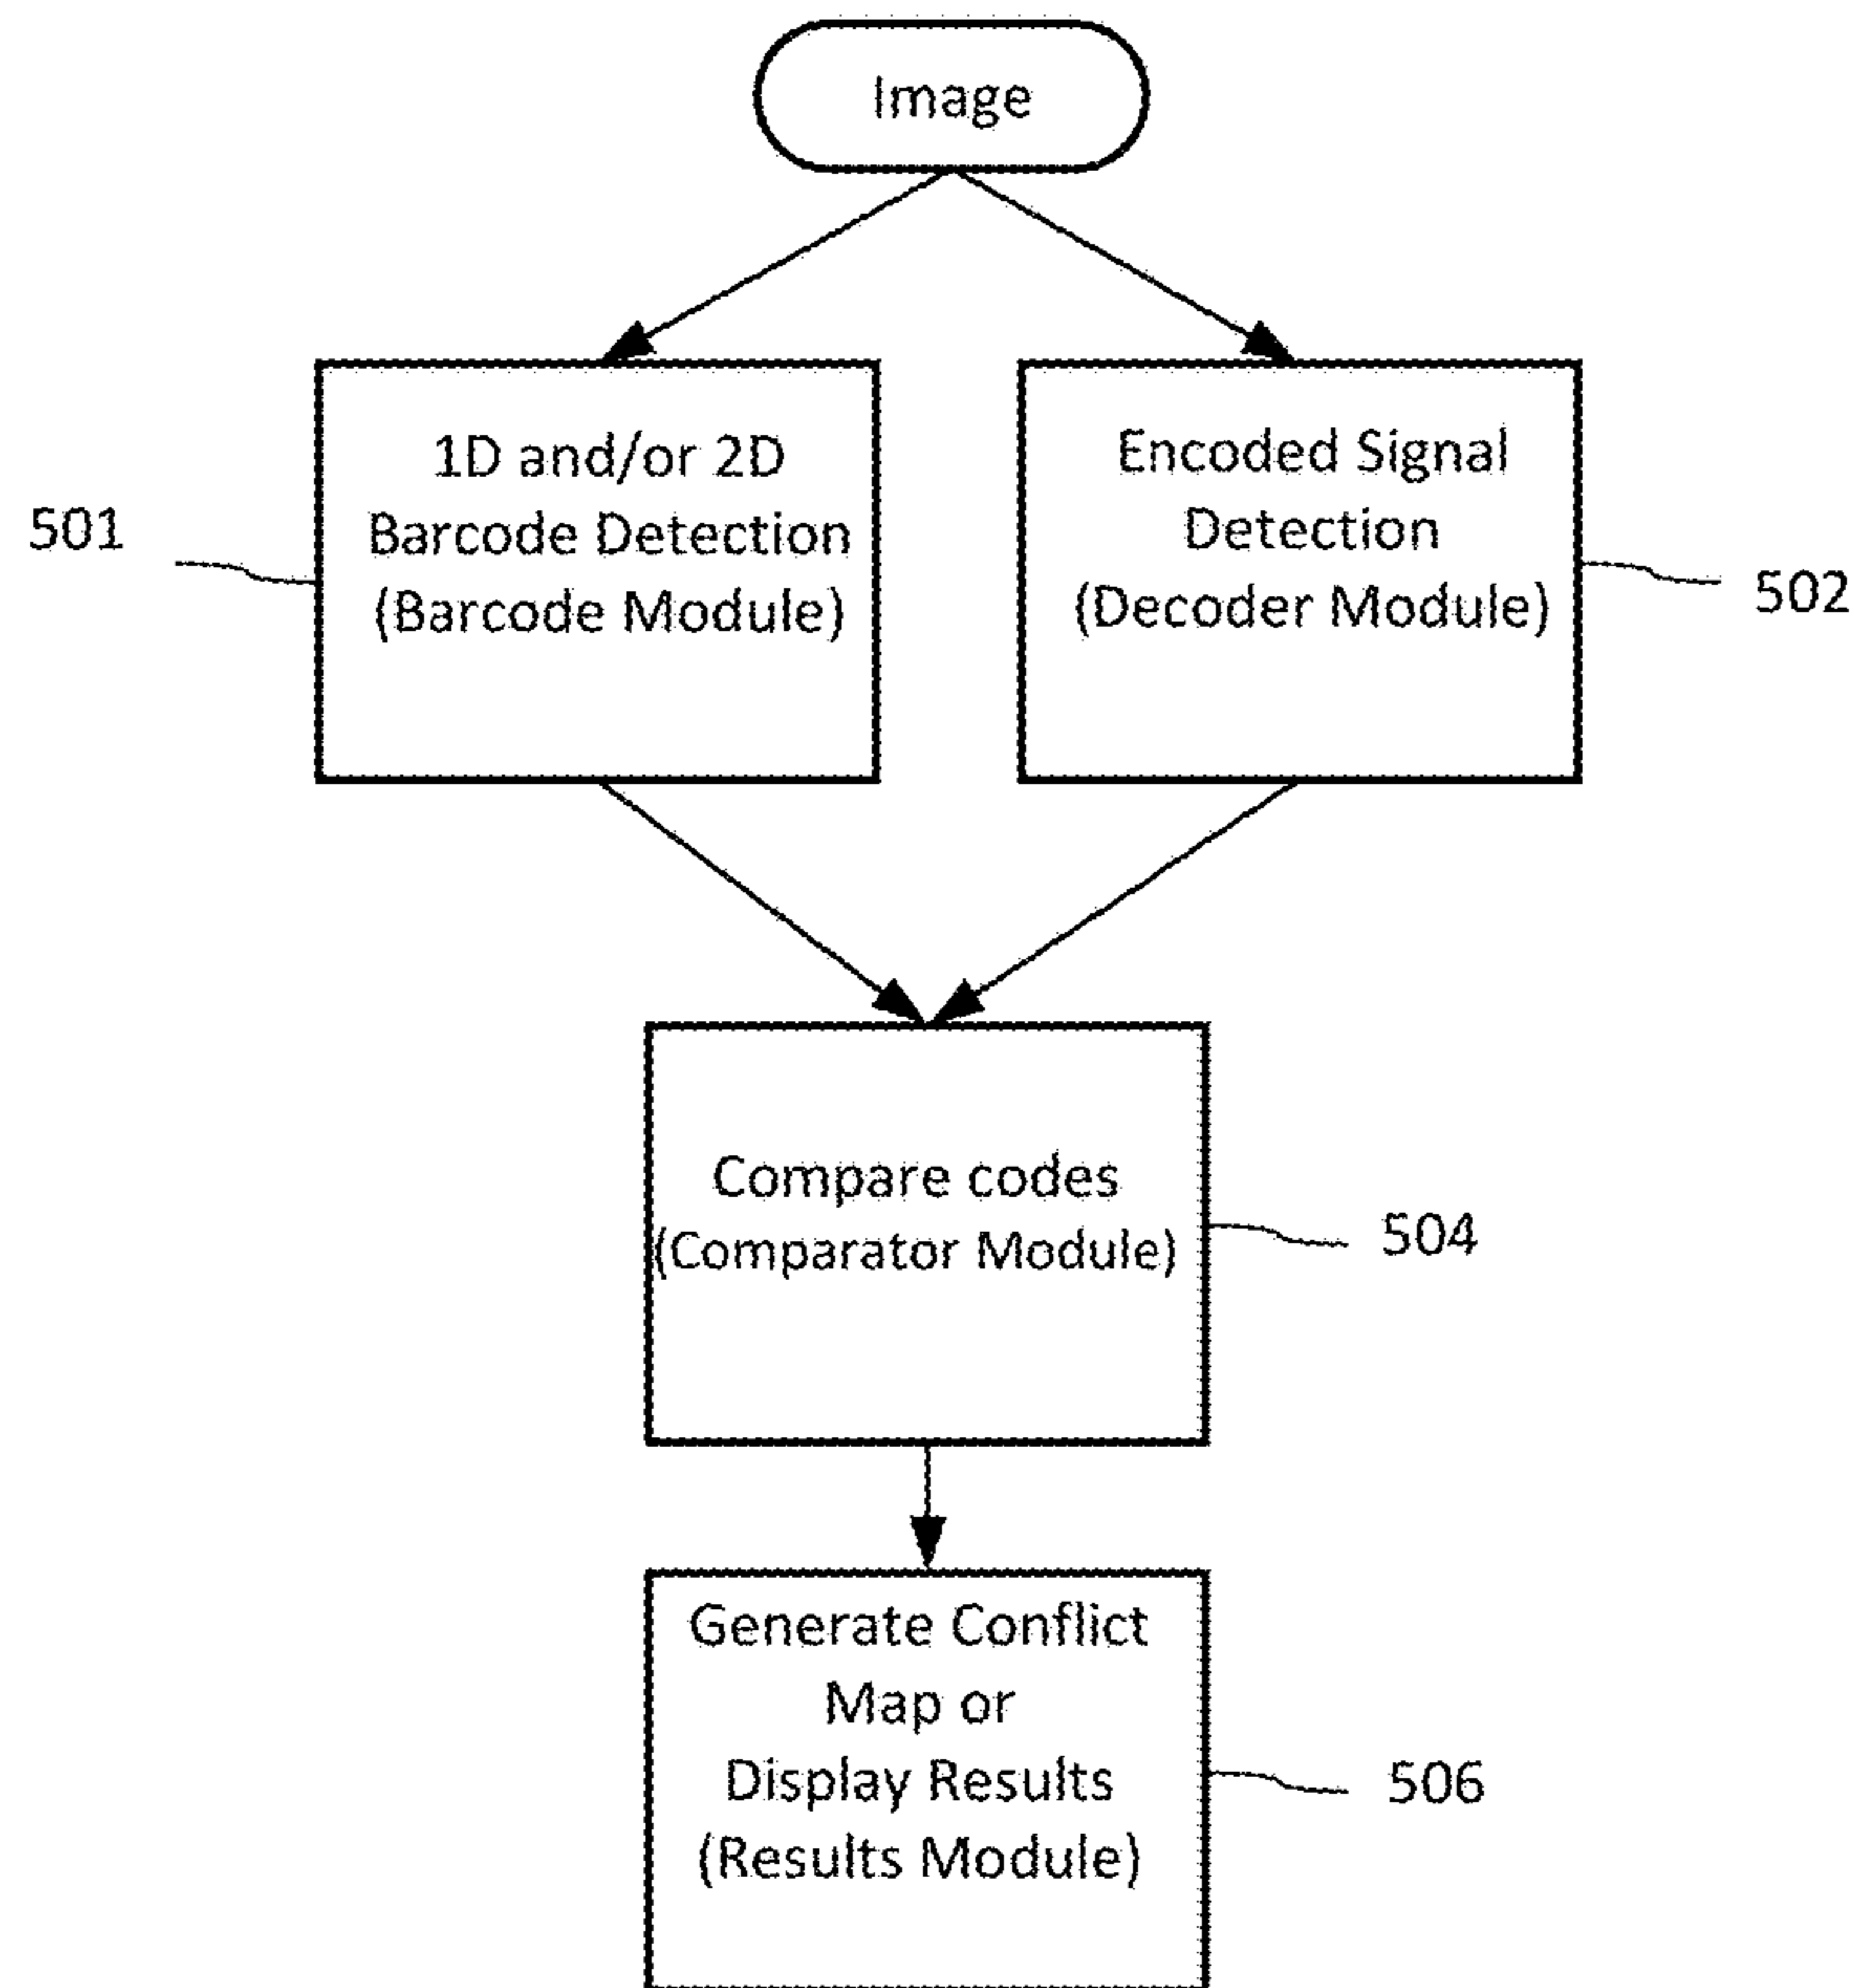 Image
1D and/or 2D
Barcode Detection
(Barcode Module)
501
Encoded Signal
Detection
(Decoder Module)
502
Compare codes
(Comparator Module)
504
Generate Conflict
Map or
Display Results
(Results Module)
506